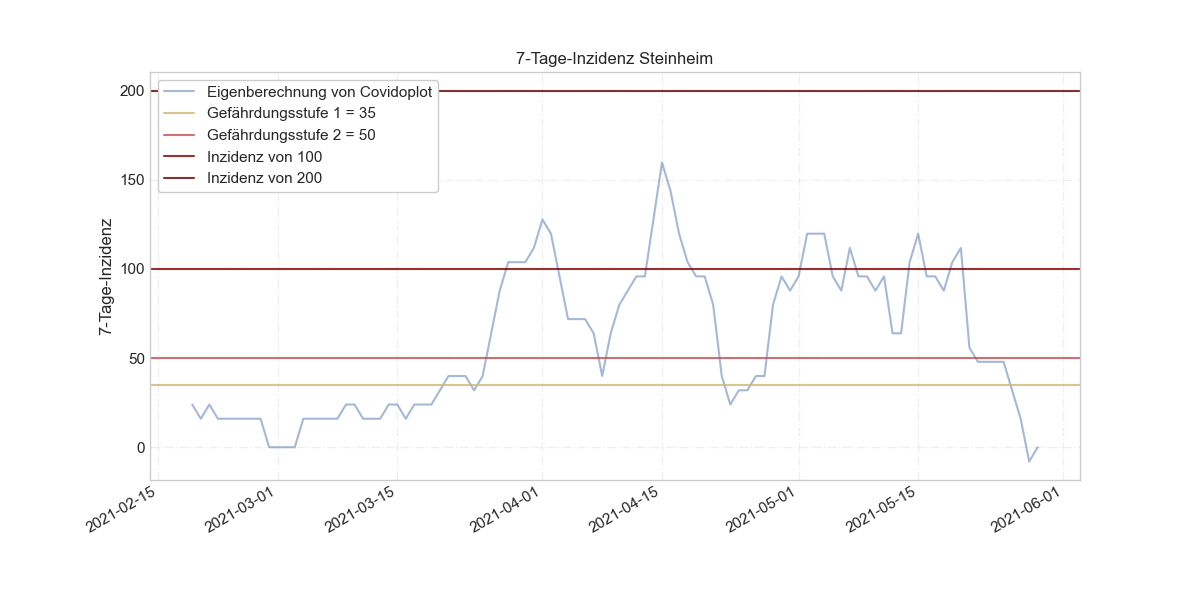 7-Tage-Inzidenz Steinheim
Eigenberechnung von Covidoplot
Gefährdungsstufe 1 = 35
Gefährdungsstufe 2 = 50
Inzidenz von 100
Inzidenz von 200
7-Tage-Inzidenz
200
150
100
50
0
2021-02-15
2021-03-01
2021-03-15
2021-04-01
2021-04-15
2021-05-01
2021-05-15
2021-06-01